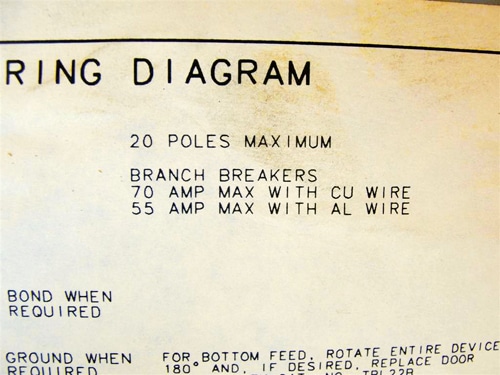 RING DIAGRAM
20 POLES MAXIMUM
BRANCH BREAKERS
70 AMP MAX WITH CU WIRE
55 AMP MAX WITH AL WIRE
BOND WHEN
REQUIRED
GROUND WHEN
REQUIRED
FOR BOTTOM FEED, ROTATE ENTIRE DEVICE
180° AND, IF DESIRED, REPLACE DOOR